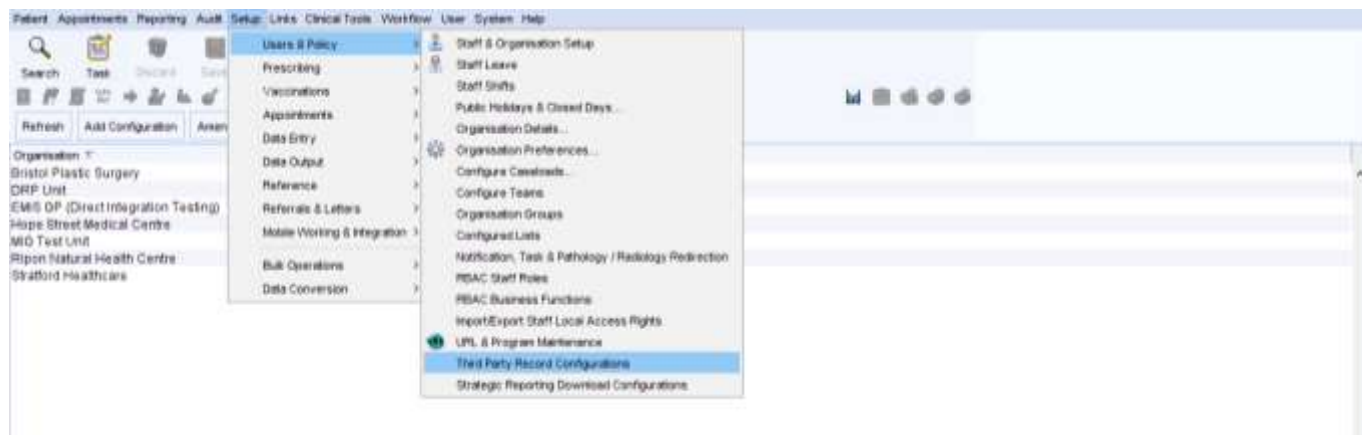 Patient Appointments Reporting Audit Setup Links Clinical Tools Workflow User System Help
Search Task Discard Save
Refresh Add Configuration Amen
Organisation
Bristol Plastic Surgery
DRP Unit
EMIS GP (Direct Integration Testing)
Hope Street Medical Centre
MIG Test Unit
Ripon Natural Health Centre
Stratford Healthcare
Users & Policy
Prescribing
Vaccinations
Appointments
Data Entry
Data Output
Reference
Referrals & Letters
Mobile Working & Integration
Bulk Operations
Data Conversion
Staff & Organisation Setup
Staff Leave
Staff Shifts
Public Holidays & Closed Days...
Organisation Details...
Organisation Preferences...
Configure Caseloads...
Configure Teams
Organisation Groups
Configured Lists
Notification, Task & Pathology / Radiology Redirection
RBAC Staff Roles
RBAC Business Functions
Import/Export Staff Local Access Rights
URL & Program Maintenance
Third Party Record Configurations
Strategic Reporting Download Configurations